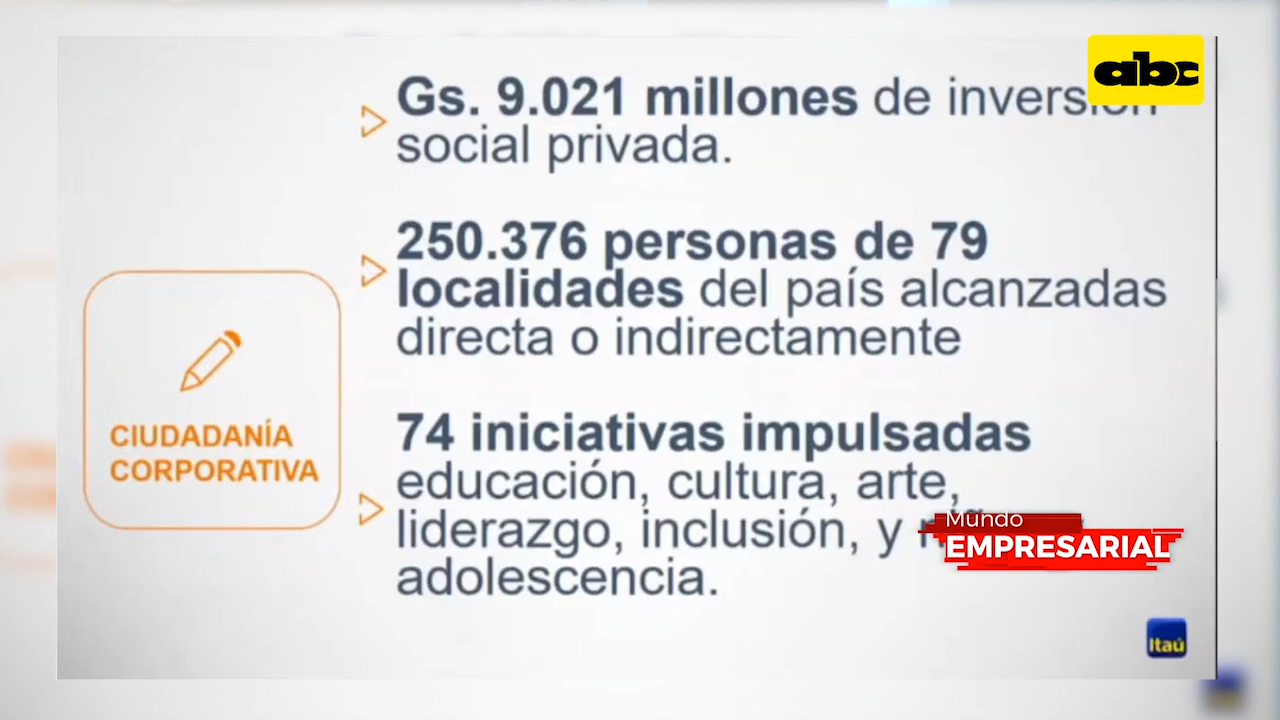 abc
Gs. 9.021 millones de inversión
social privada.
250.376 personas de 79
localidades del país alcanzadas
directa o indirectamente
CIUDADANÍA
CORPORATIVA
74 iniciativas impulsadas
educación, cultura, arte,
liderazgo, inclusión, y
adolescencia.
Mundo
EMPRESARIAL
Itaú